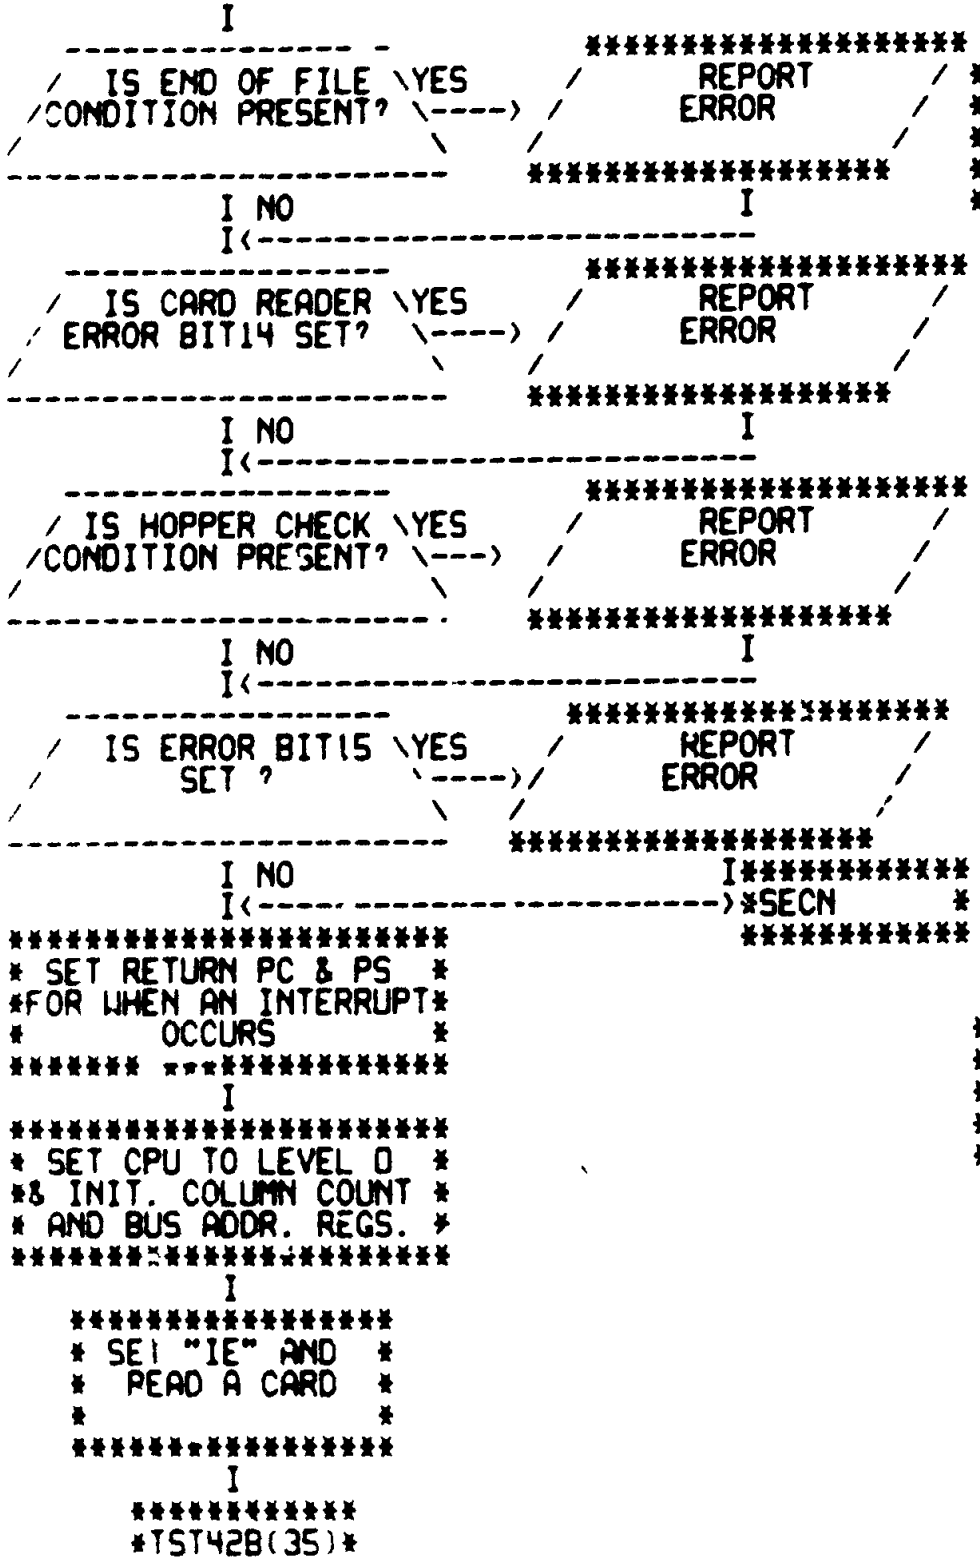 IS END OF FILE YES
CONDITION PRESENT?
REPORT
ERROR
NO
IS CARD READER YES
ERROR BIT14 SET?
REPORT
ERROR
NO
IS HOPPER CHECK YES
CONDITION PRESENT?
REPORT
ERROR
NO
IS ERROR BIT15 YES
SET ?
REPORT
ERROR
NO
*SECN *
* SET RETURN PC & PS *
*FOR WHEN AN INTERRUPT*
* OCCURS *
* SET CPU TO LEVEL 0 *
*& INIT. COLUMN COUNT *
* AND BUS ADDR. REGS. *
* SET "IE" AND *
* READ A CARD *
*TST42B(35)*